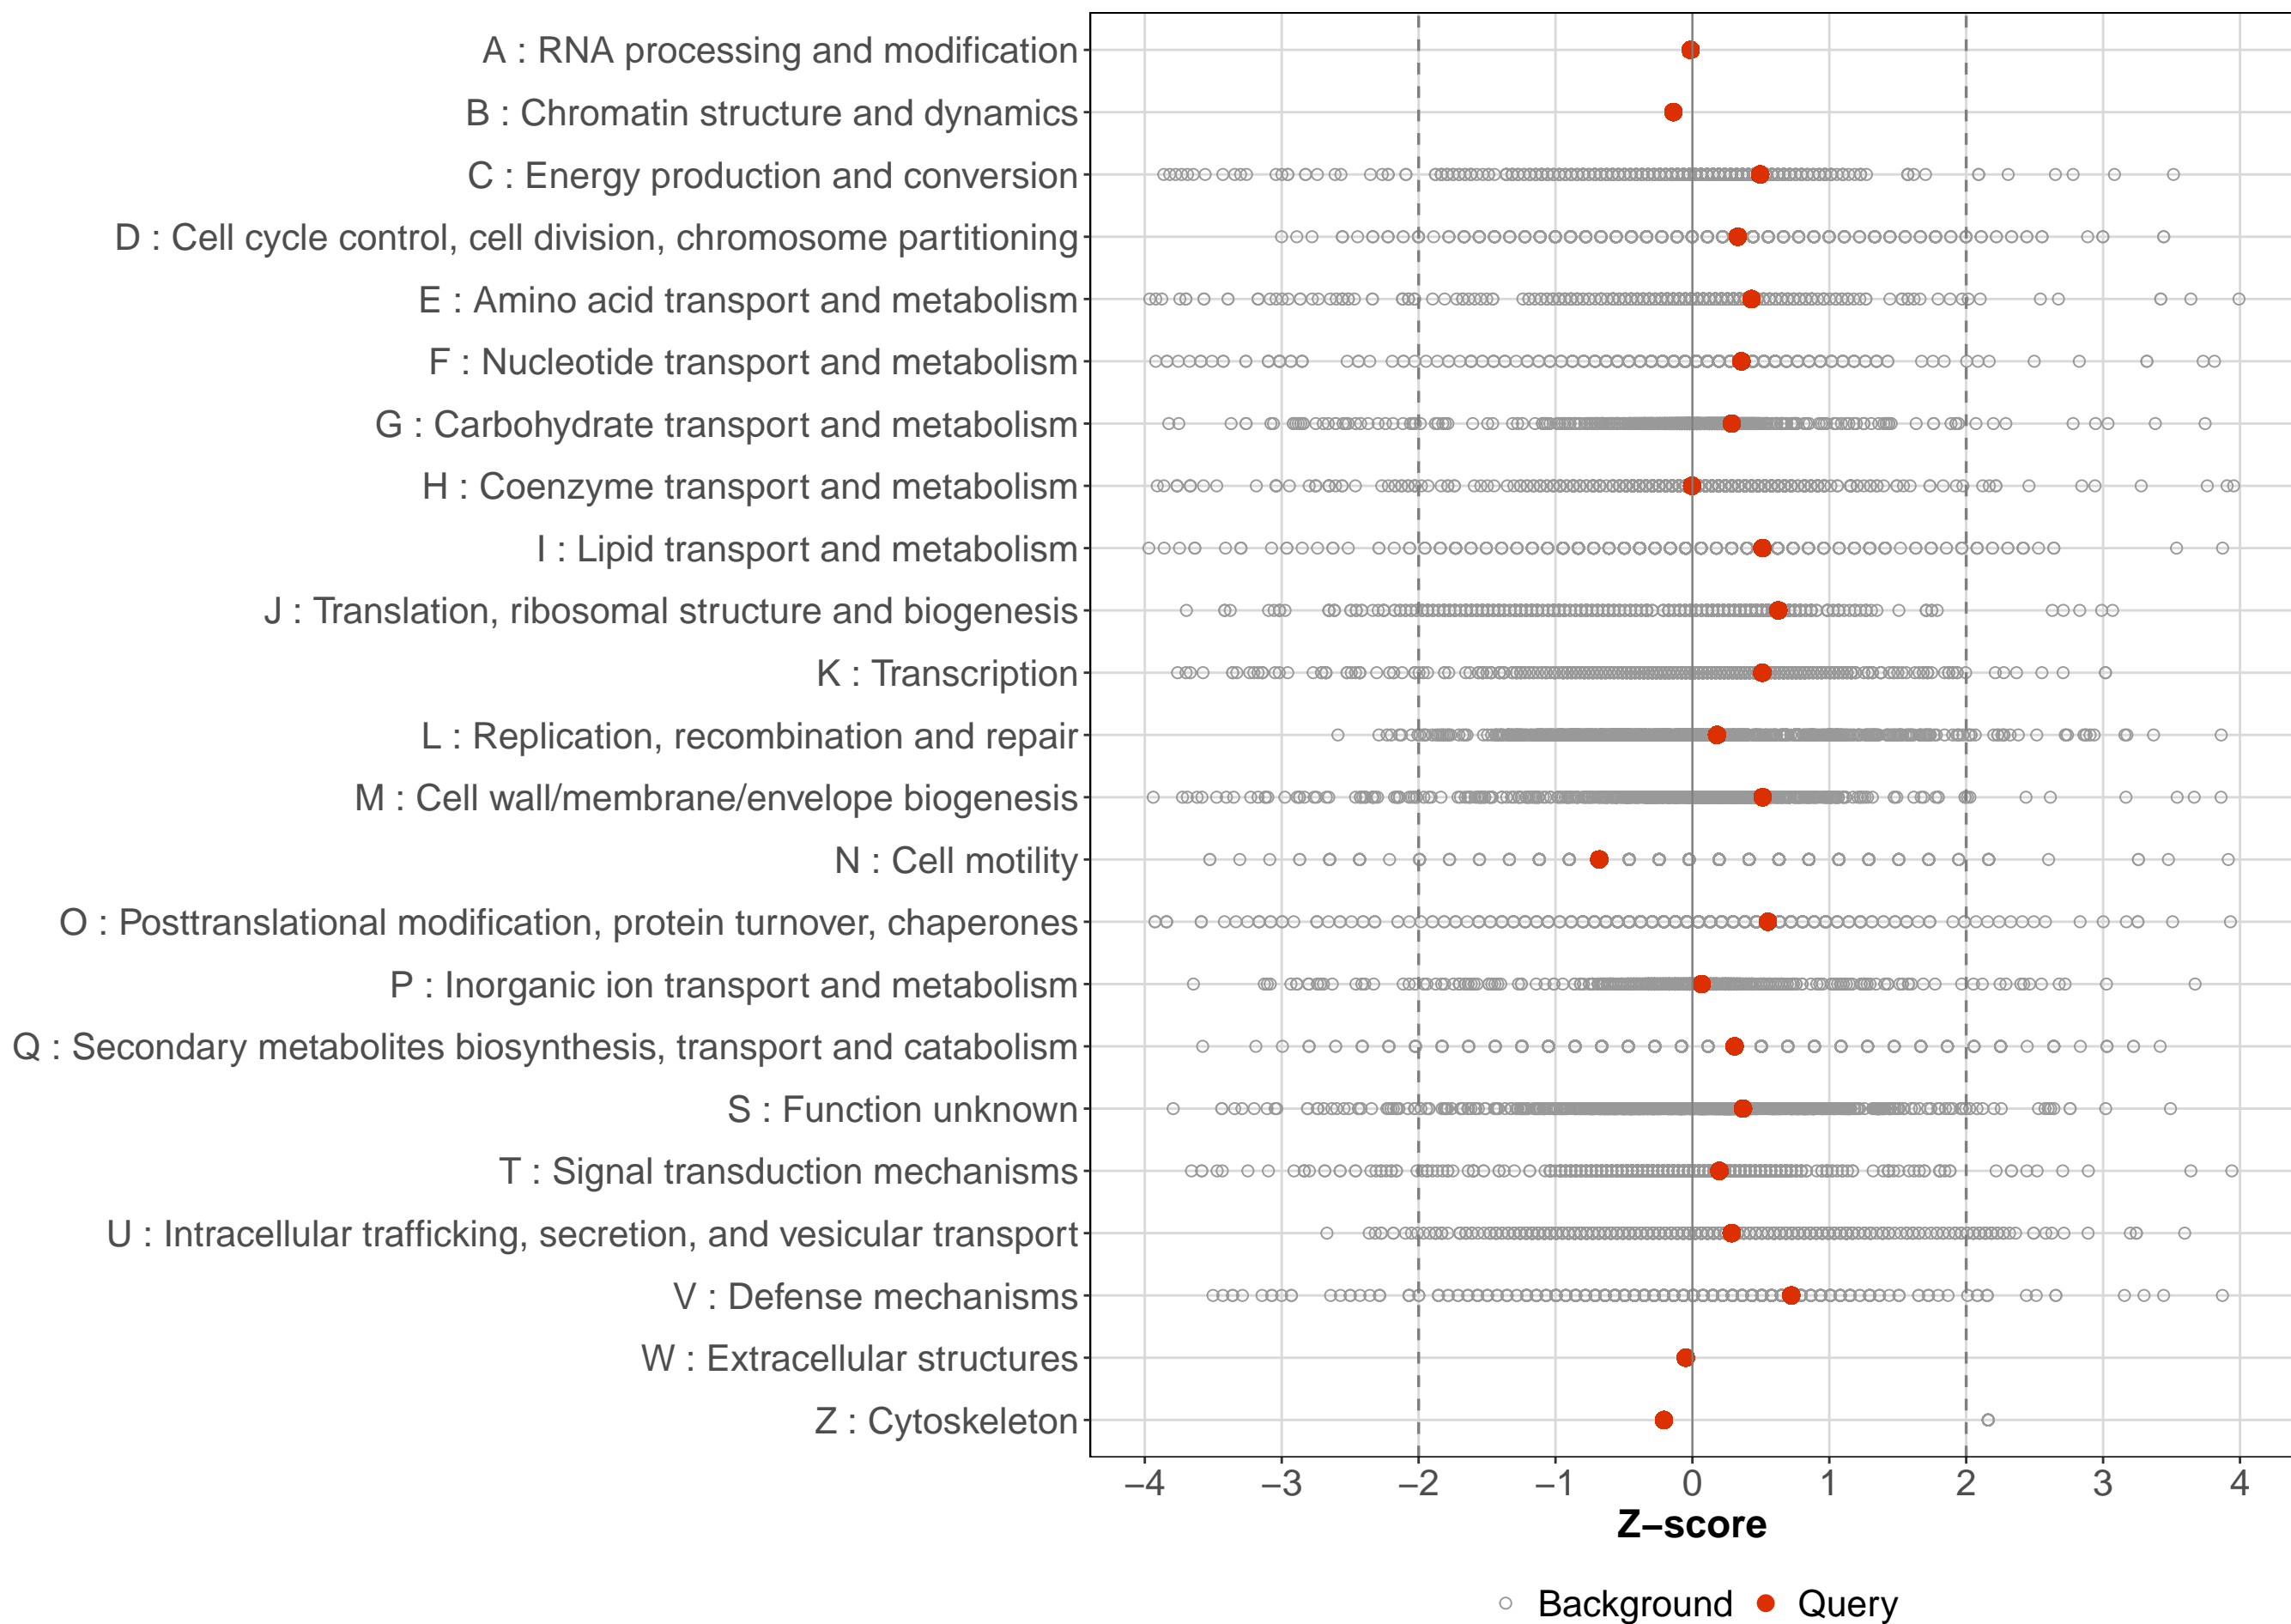 A : RNA processing and modification
B : Chromatin structure and dynamics
C : Energy production and conversion
D : Cell cycle control, cell division, chromosome partitioning
E : Amino acid transport and metabolism
F : Nucleotide transport and metabolism
G : Carbohydrate transport and metabolism
H : Coenzyme transport and metabolism
I : Lipid transport and metabolism
J : Translation, ribosomal structure and biogenesis
K : Transcription
L : Replication, recombination and repair
M : Cell wall/membrane/envelope biogenesis
N : Cell motility
O : Posttranslational modification, protein turnover, chaperones
P : Inorganic ion transport and metabolism
Q : Secondary metabolites biosynthesis, transport and catabolism
S : Function unknown
T : Signal transduction mechanisms
U : Intracellular trafficking, secretion, and vesicular transport
V : Defense mechanisms
W : Extracellular structures
Z : Cytoskeleton
−4 −3 −2 −1 0 1 2 3 4
Z−score
Background Query